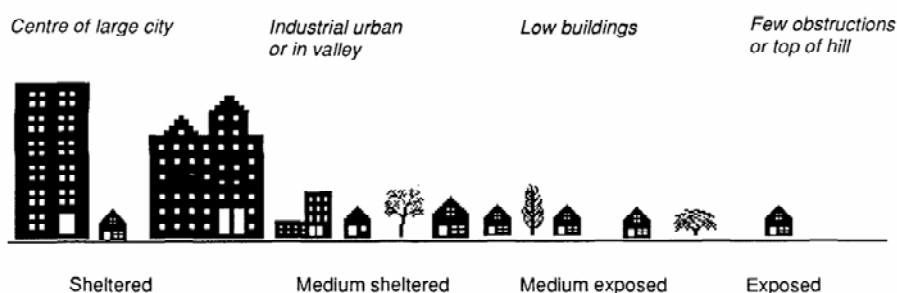 Centre of large city
Industrial urban
or in valley
Low buildings
Few obstructions
or top of hill
Sheltered
Medium sheltered
Medium exposed
Exposed